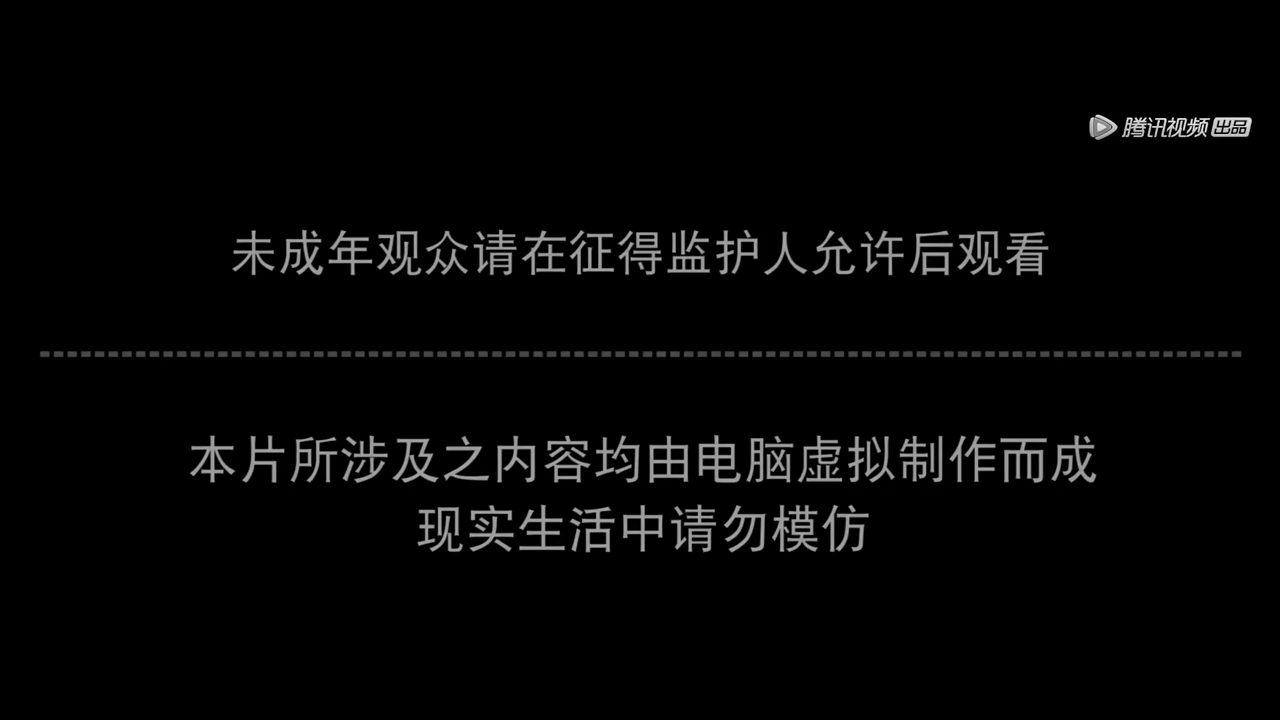 腾讯视频 出品
未成年观众请在征得监护人允许后观看
本片所涉及之内容均由电脑虚拟制作而成
现实生活中请勿模仿